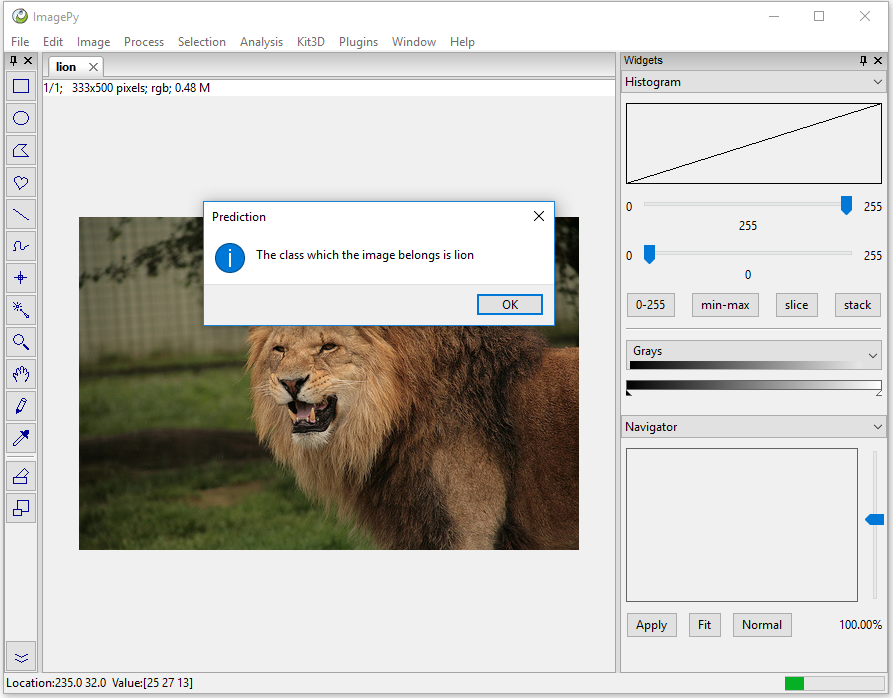 ImagePy
File Edit Image Process Selection Analysis Kit3D Plugins Window Help
lion
1/1; 333x500 pixels; rgb; 0.48 M
Prediction
The class which the image belongs is lion
OK
Widgets
Histogram
0 255
255
0 255
0
0-255 min-max slice stack
Grays
Navigator
Apply Fit Normal 100.00%
Location:235.0 32.0 Value:[25 27 13]